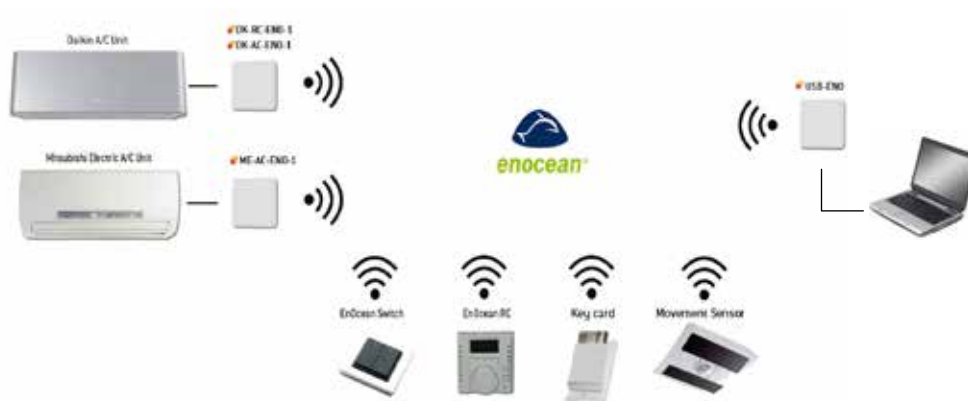 Daikin A/C Unit
DK-RC-ENO-1
DK-AC-ENO-1
USB-ENO
enocean®
Mitsubishi Electric A/C Unit
ME-AC-ENO-1
EnOcean Switch
EnOcean RC
Key card
Movement Sensor